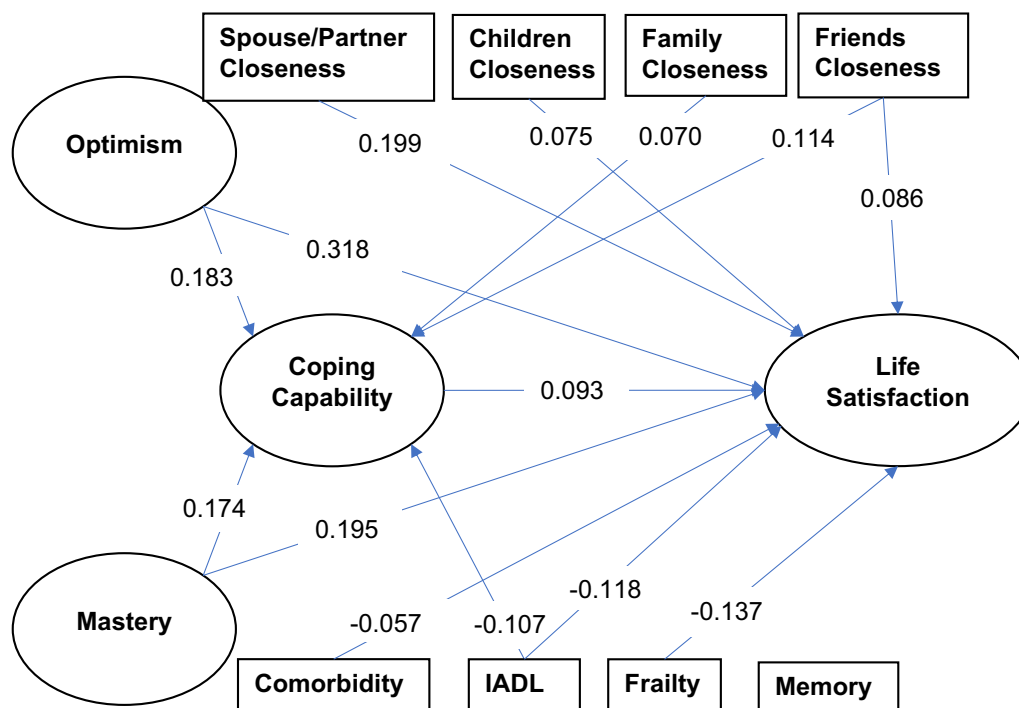 Spouse/Partner
Closeness
Children
Closeness
Family
Closeness
Friends
Closeness
Optimism
0.199
0.075
0.070
0.114
0.086
0.318
0.183
Coping
Capability
0.093
Life
Satisfaction
0.174
0.195
Mastery
-0.057
-0.107
-0.118
-0.137
Comorbidity
IADL
Frailty
Memory